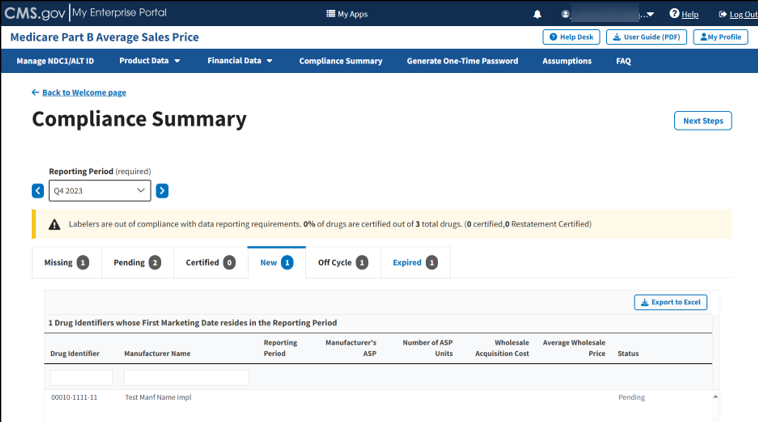 CMS.gov | My Enterprise Portal
My Apps
Help
Log Out
Medicare Part B Average Sales Price
Help Desk
User Guide (PDF)
My Profile
Manage NDC1/ALT ID
Product Data
Financial Data
Compliance Summary
Generate One-Time Password
Assumptions
FAQ
Back to Welcome page
Compliance Summary
Next Steps
Reporting Period (required)
Q4 2023
Labelers are out of compliance with data reporting requirements. 0% of drugs are certified out of 3 total drugs. (0 certified,0 Restatement Certified)
Missing 1
Pending 2
Certified 0
New 1
Off Cycle 1
Expired 1
Export to Excel
1 Drug Identifiers whose First Marketing Date resides in the Reporting Period
Drug Identifier
Manufacturer Name
Reporting
Period
Manufacturer's
ASP
Number of ASP
Units
Wholesale
Acquisition Cost
Average Wholesale
Price
Status
00010-1111-11
Test Manf Name impl
Pending